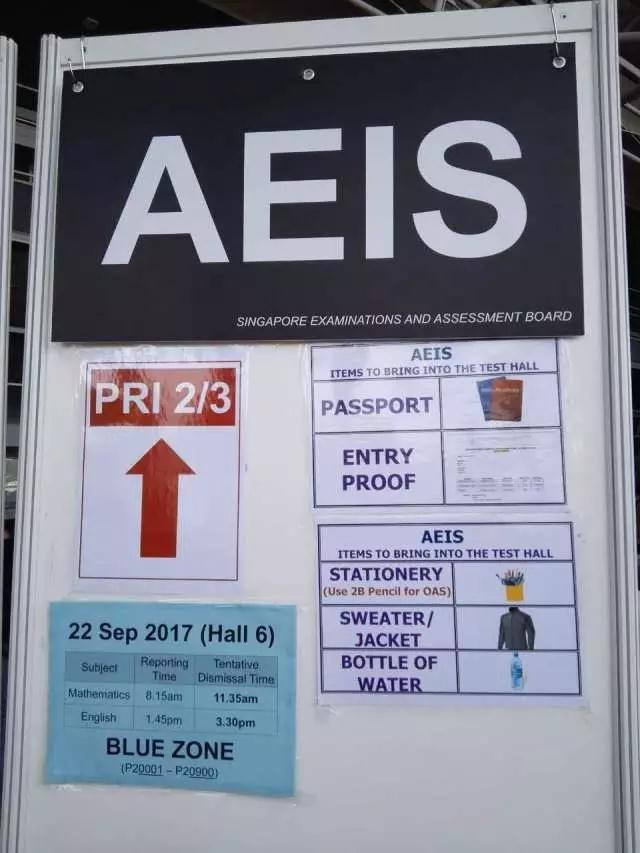 AEIS
SINGAPORE EXAMINATIONS AND ASSESSMENT BOARD
PRI 2/3
AEIS
ITEMS TO BRING INTO THE TEST HALL
PASSPORT
ENTRY
PROOF
AEIS
ITEMS TO BRING INTO THE TEST HALL
STATIONERY
(Use 2B Pencil for OAS)
SWEATER/
JACKET
BOTTLE OF
WATER
22 Sep 2017 (Hall 6)
Subject Reporting Time Tentative Dismissal Time
Mathematics 8.15am 11.35am
English 1.45pm 3.30pm
BLUE ZONE
(P20001 – P20900)